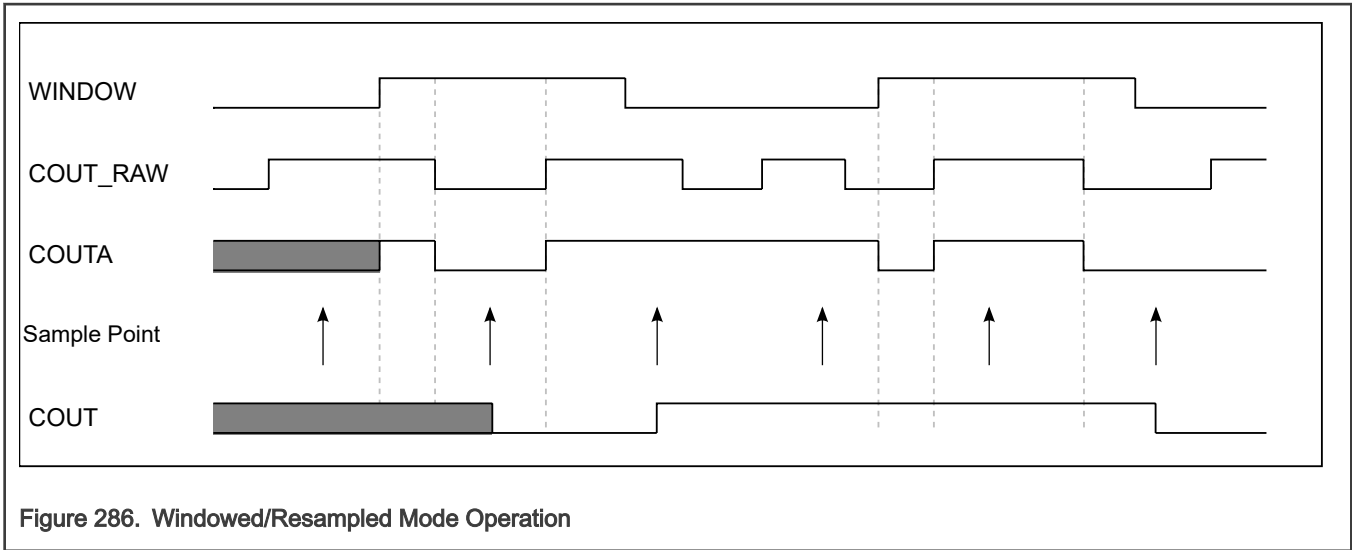 WINDOW
COUT_RAW
COUTA
Sample Point
COUT
Figure 286. Windowed/Resampled Mode Operation